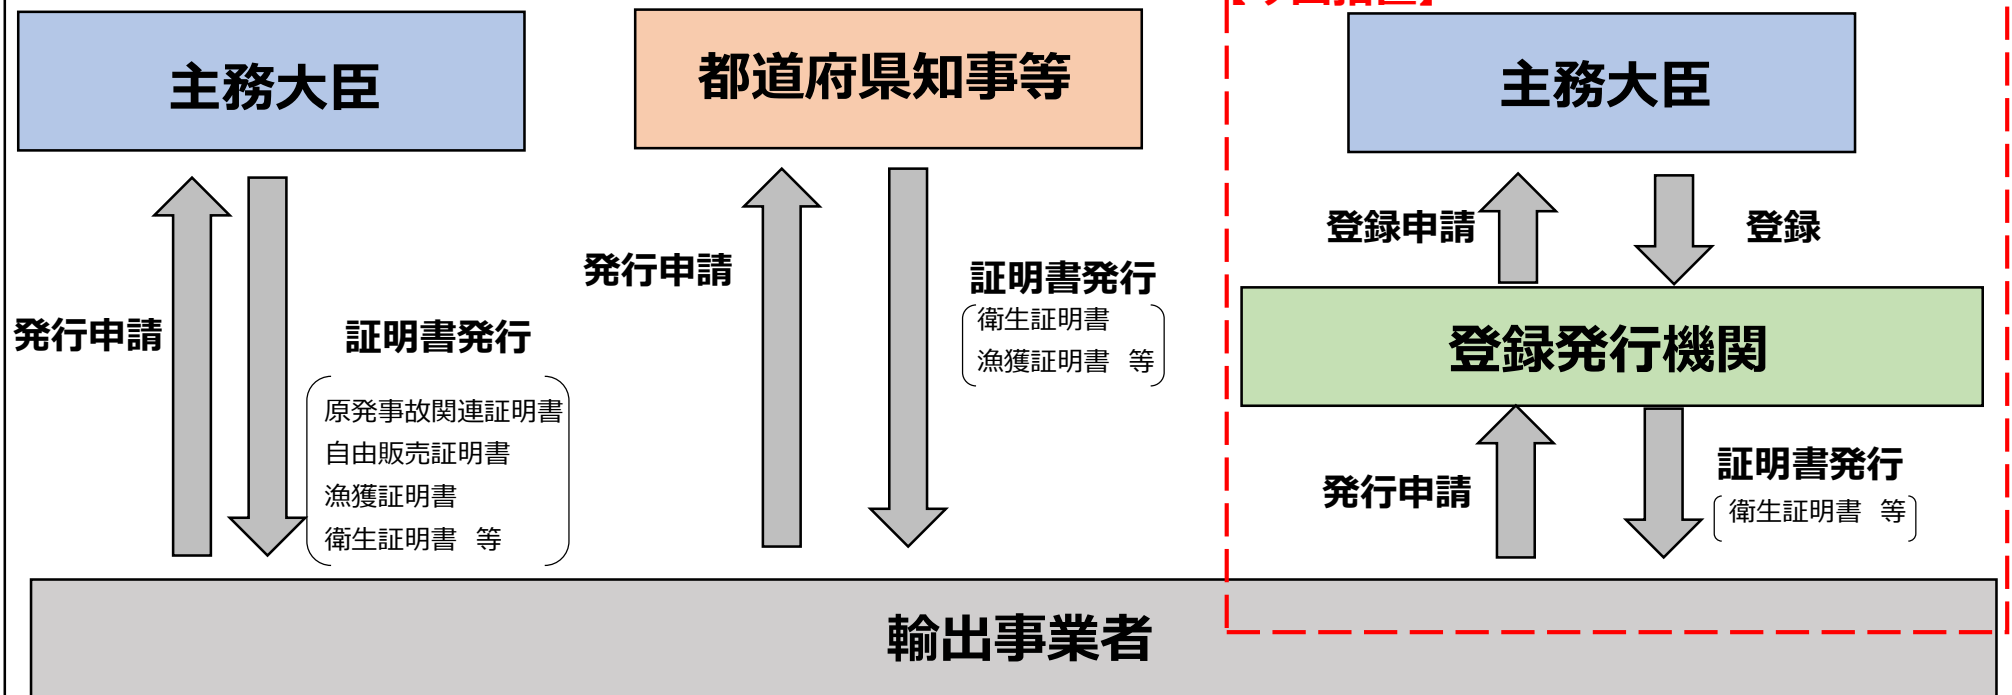 主務大臣
発行申請
証明書発行
原発事故関連証明書
自由販売証明書
漁獲証明書
衛生証明書 等
都道府県知事等
発行申請
証明書発行
衛生証明書
漁獲証明書 等
主務大臣
登録申請
登録
登録発行機関
発行申請
証明書発行
衛生証明書 等
輸出事業者